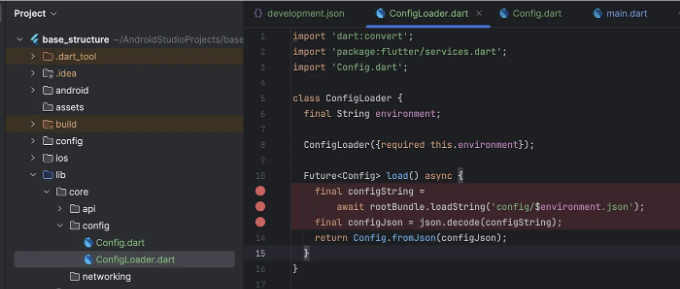 Project
development.json
ConfigLoader.dart
Config.dart
main.dart
base_structure ~/AndroidStudioProjects/base
.dart_tool
.idea
android
assets
build
config
ios
lib
core
api
config
Config.dart
ConfigLoader.dart
networking
1 import 'dart:convert';
2 import 'package:flutter/services.dart';
3 import 'Config.dart';
4
5 class ConfigLoader {
6 final String environment;
7
8 ConfigLoader({required this.environment});
9
10 Future<Config> load() async {
final configString =
await rootBundle.loadString('config/$environment.json');
final configJson = json.decode(configString);
14 return Config.fromJson(configJson);
15 }
16 }